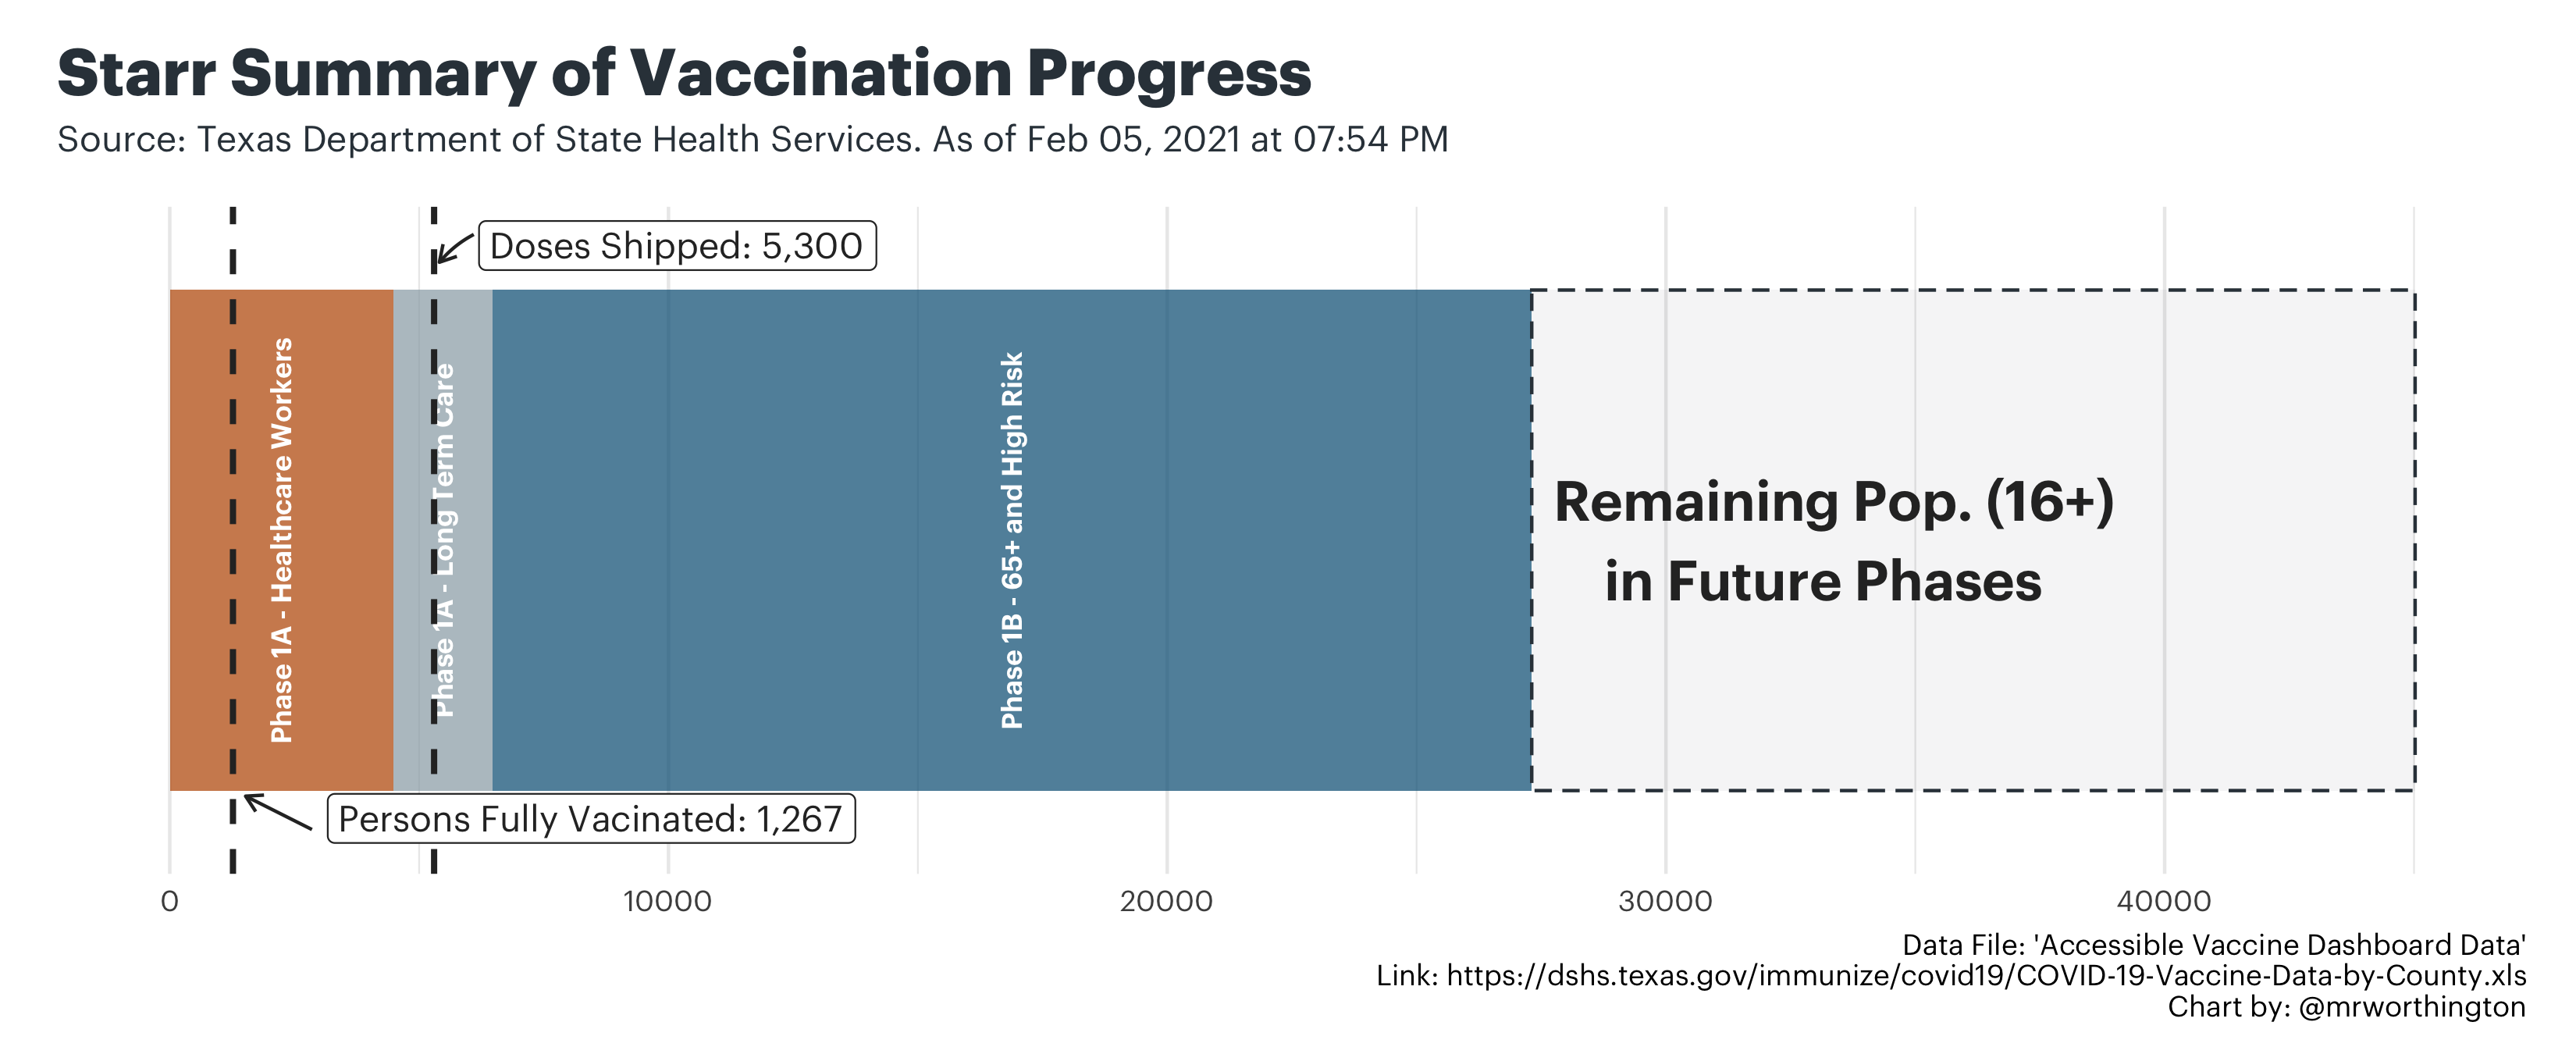 Starr Summary of Vaccination Progress
Source: Texas Department of State Health Services. As of Feb 05, 2021 at 07:54 PM
Doses Shipped: 5,300
Phase 1A - Healthcare Workers
Phase 1A - Long Term Care
Phase 1B - 65+ and High Risk
Remaining Pop. (16+)
in Future Phases
Persons Fully Vacinated: 1,267
0 10000 20000 30000 40000
Data File: 'Accessible Vaccine Dashboard Data'
Link: https://dshs.texas.gov/immunize/covid19/COVID-19-Vaccine-Data-by-County.xls
Chart by: @mrworthington